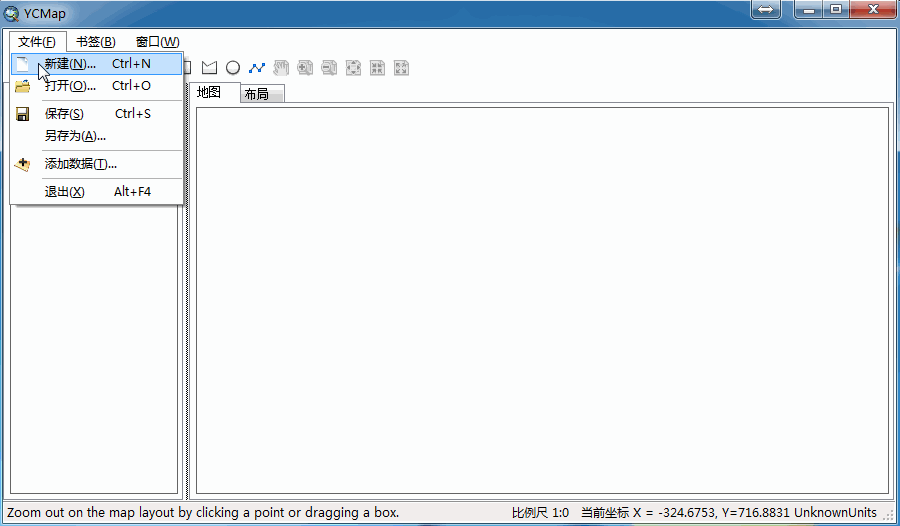 YCMap
文件(F) 书签(B) 窗口(W)
新建(N)... Ctrl+N
打开(O)... Ctrl+O
保存(S) Ctrl+S
另存为(A)...
添加数据(T)...
退出(X) Alt+F4
地图 布局
Zoom out on the map layout by clicking a point or dragging a box. 比例尺 1:0 当前坐标 X = -324.6753, Y=716.8831 UnknownUnits